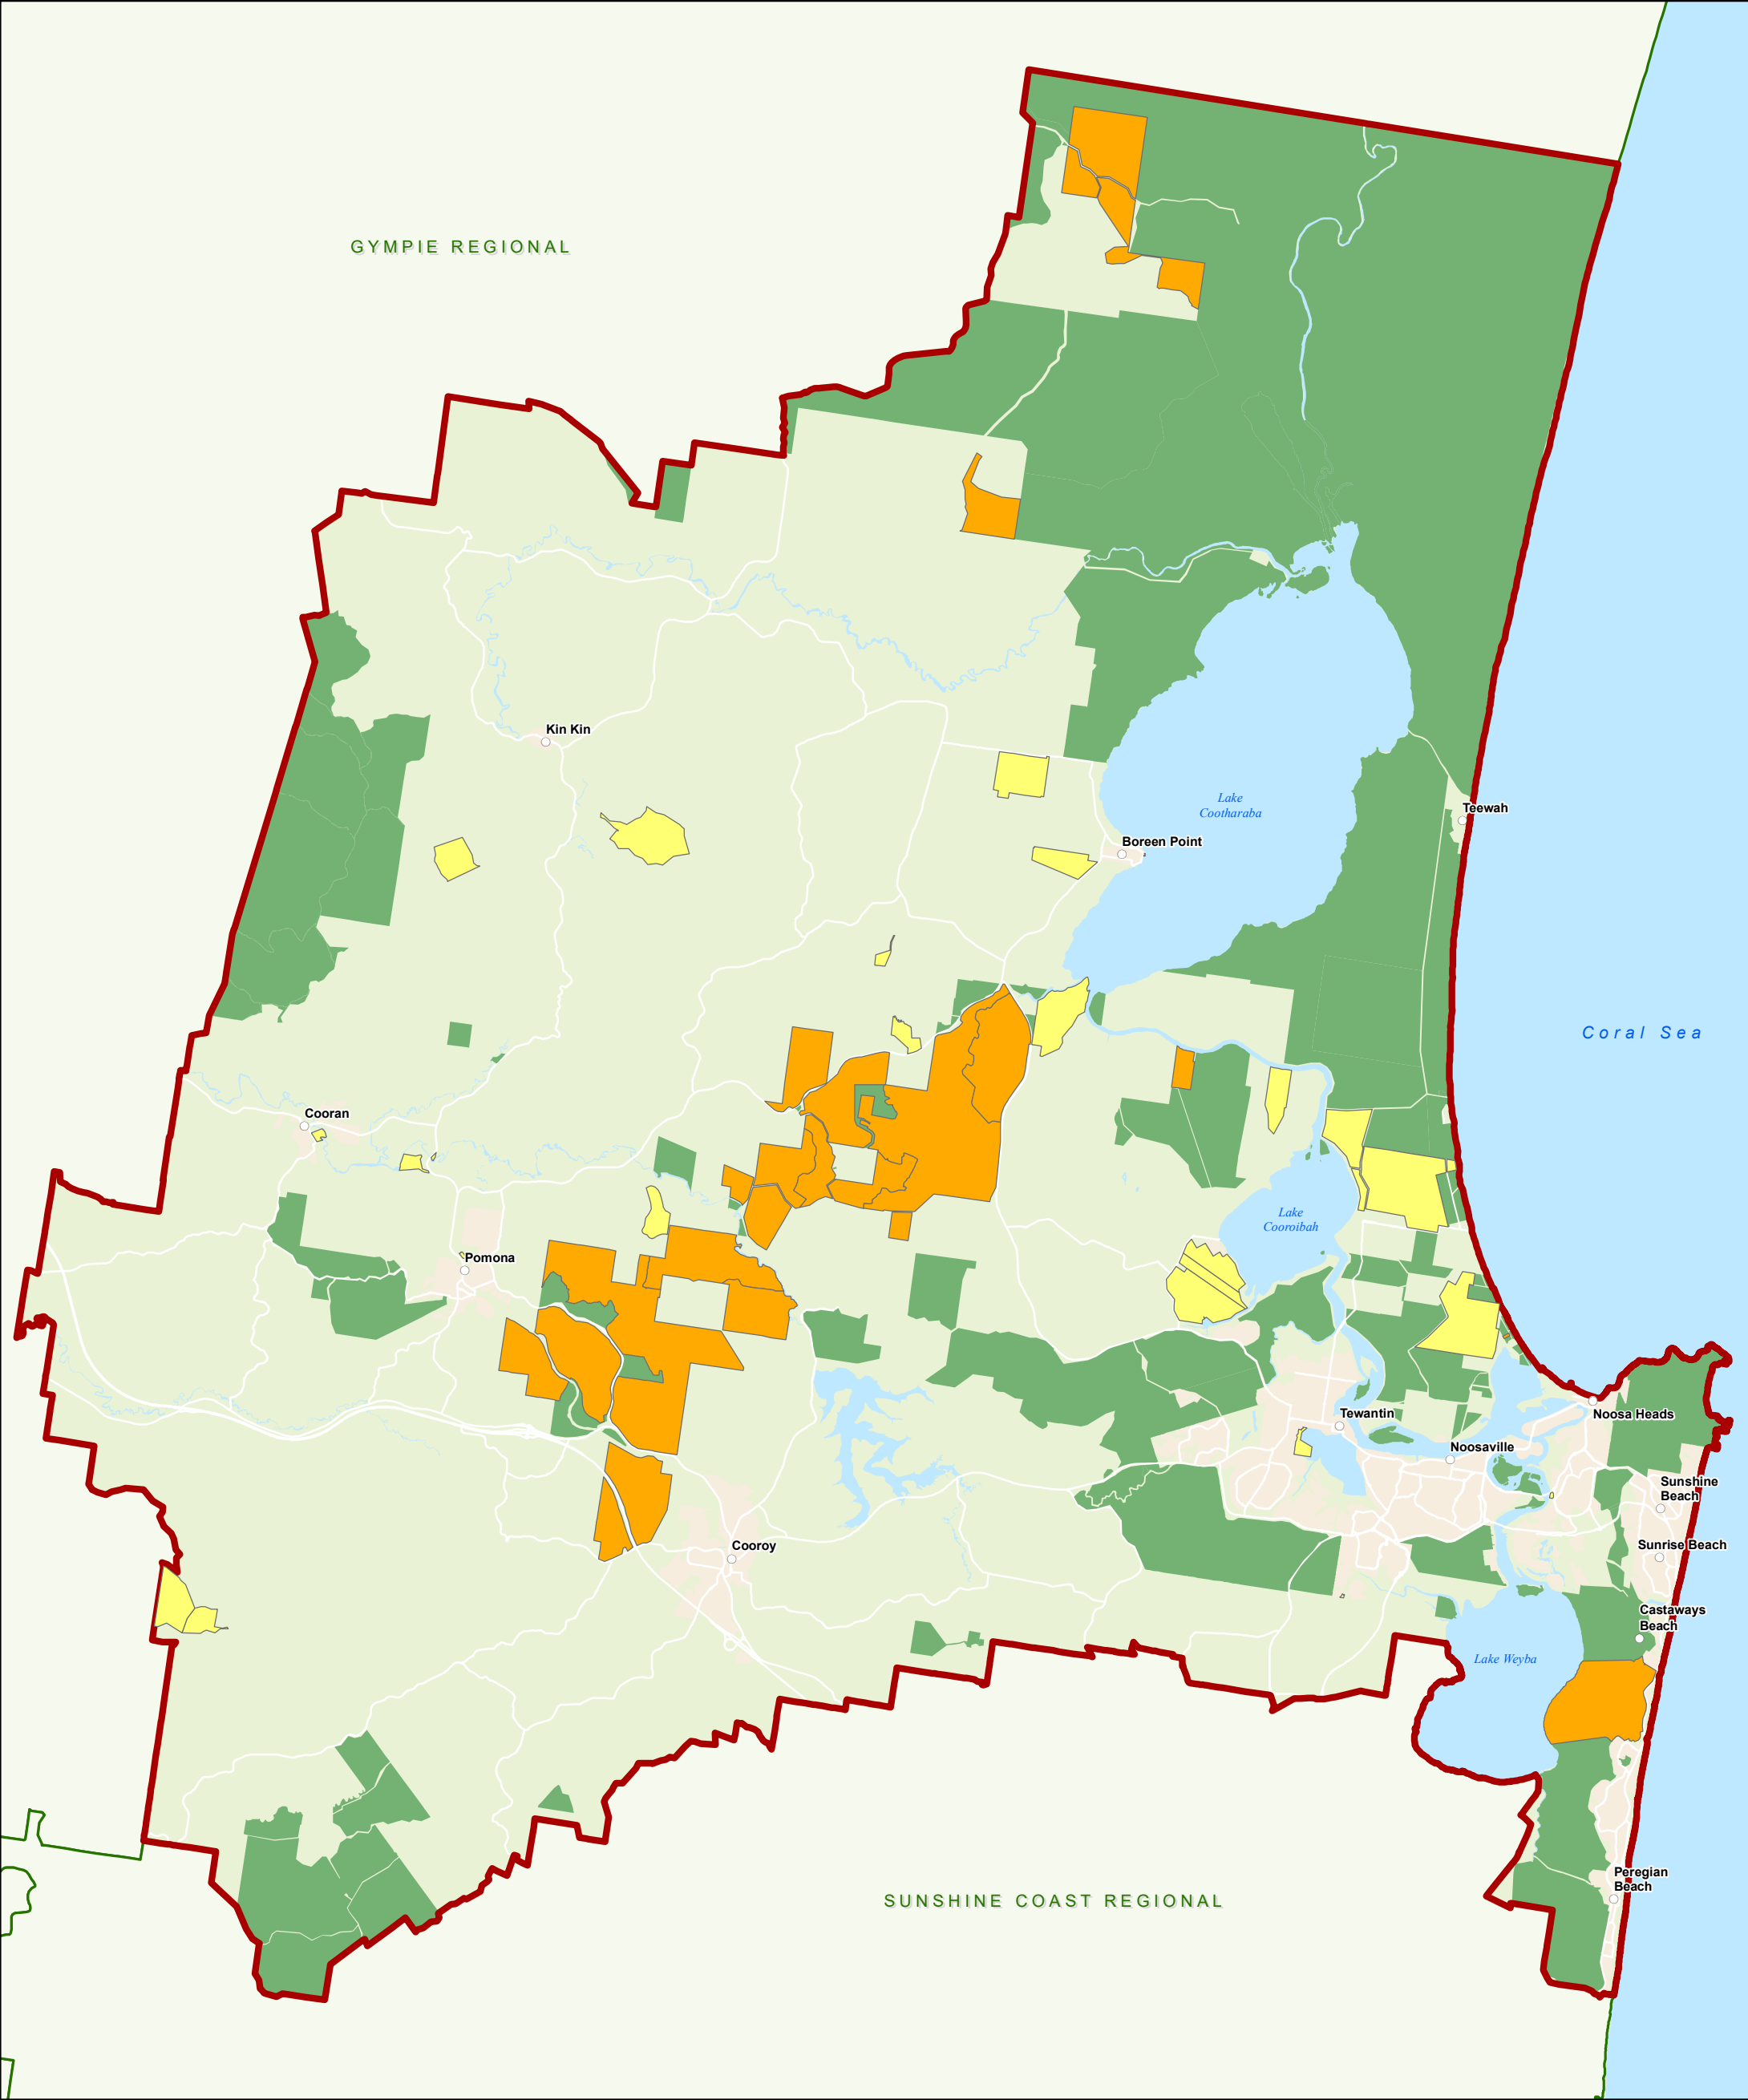 GYMPIE REGIONAL
Kin Kin
Lake
Cootharaba
Teewah
Boreen Point
Coral Sea
Cooran
Lake
Cooroibah
Pomona
Tewantin
Noosa Heads
Noosaville
Sunshine
Beach
Cooroy
Sunrise Beach
Castaways
Beach
Lake Weyba
Peregian
Beach
SUNSHINE COAST REGIONAL